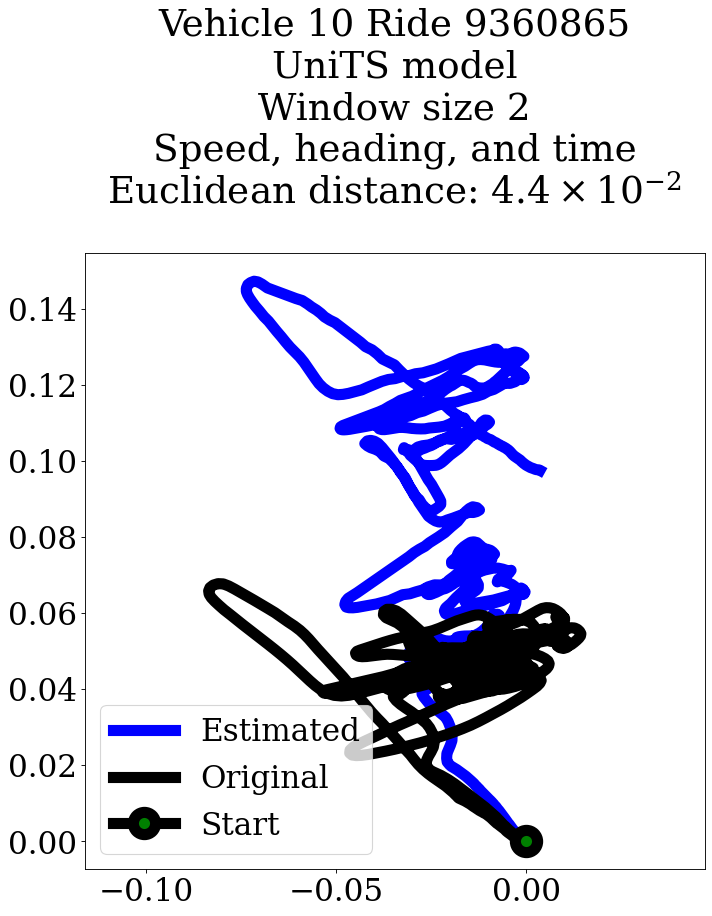 Vehicle 10 Ride 9360865
UniTS model
Window size 2
Speed, heading, and time
Euclidean distance: 4.4 × 10⁻²
0.14
0.12
0.10
0.08
0.06
0.04
0.02
0.00
Estimated
Original
Start
−0.10 −0.05 0.00